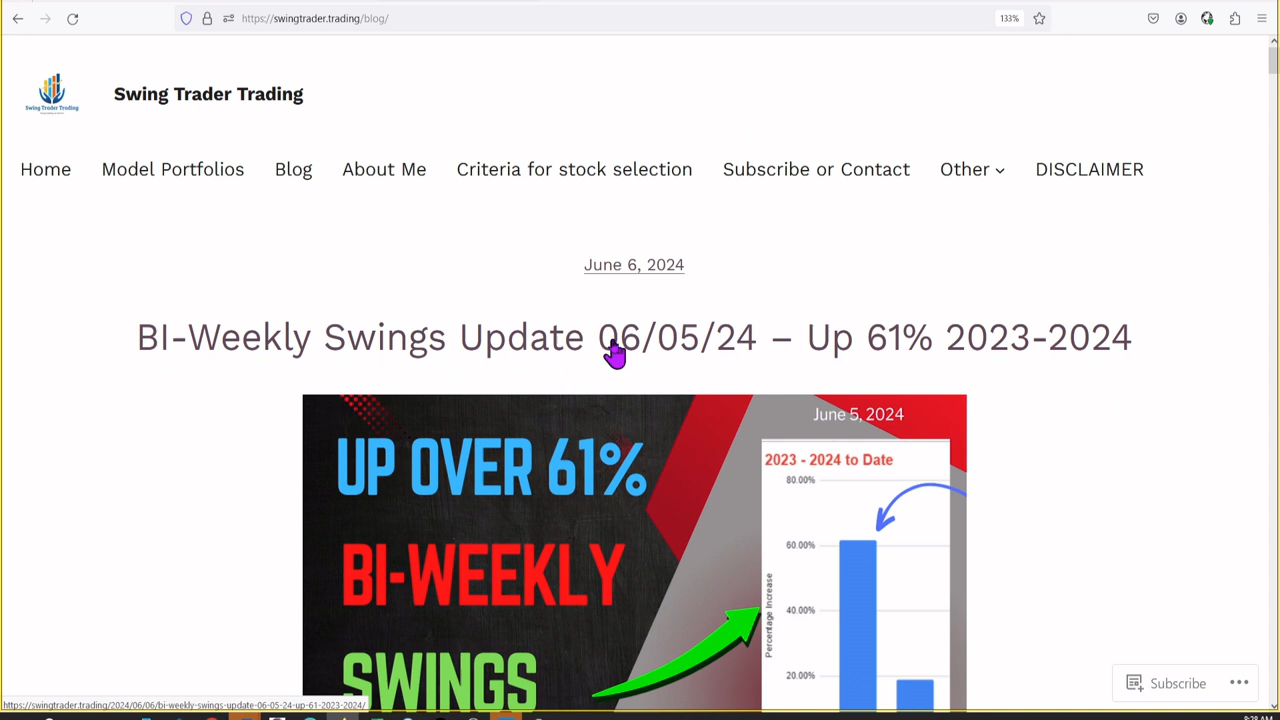 https://swingtrader.trading/blog/
133%
Swing Trader Trading
Swing Trader Trading
Home Model Portfolios Blog About Me Criteria for stock selection Subscribe or Contact Other DISCLAIMER
June 6, 2024
BI-Weekly Swings Update 06/05/24 – Up 61% 2023-2024
June 5, 2024
UP OVER 61%
BI-WEEKLY
SWINGS
2023 - 2024 to Date
80.00%
60.00%
40.00%
20.00%
Percentage Increase
Subscribe
https://swingtrader.trading/2024/06/06/bi-weekly-swings-update-06-05-24-up-61-2023-2024/